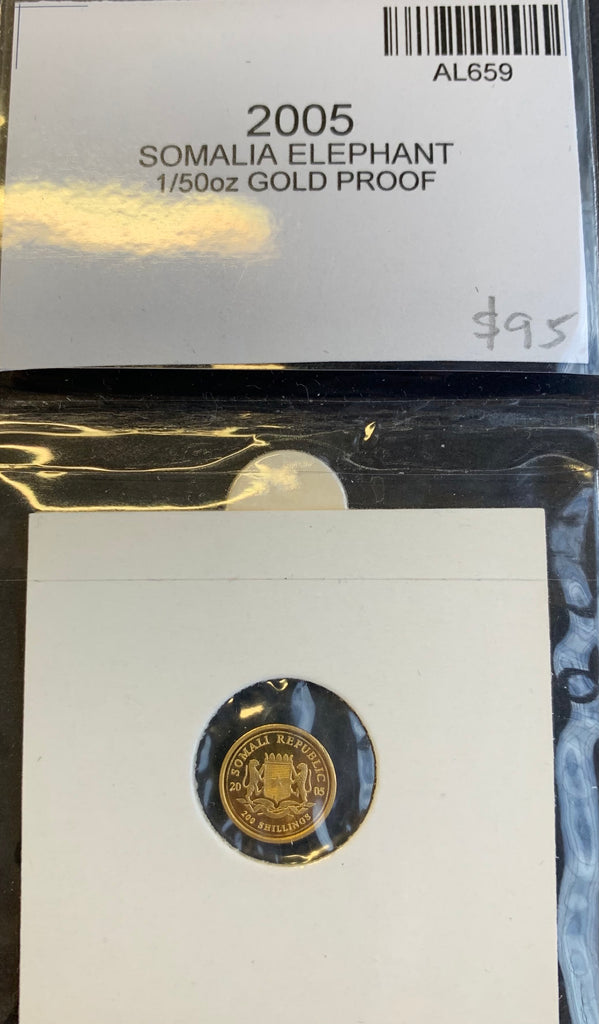 AL659
2005
SOMALIA ELEPHANT
1/50oz GOLD PROOF
$95
SOMALI REPUBLIC
20 05
200 SHILLINGS